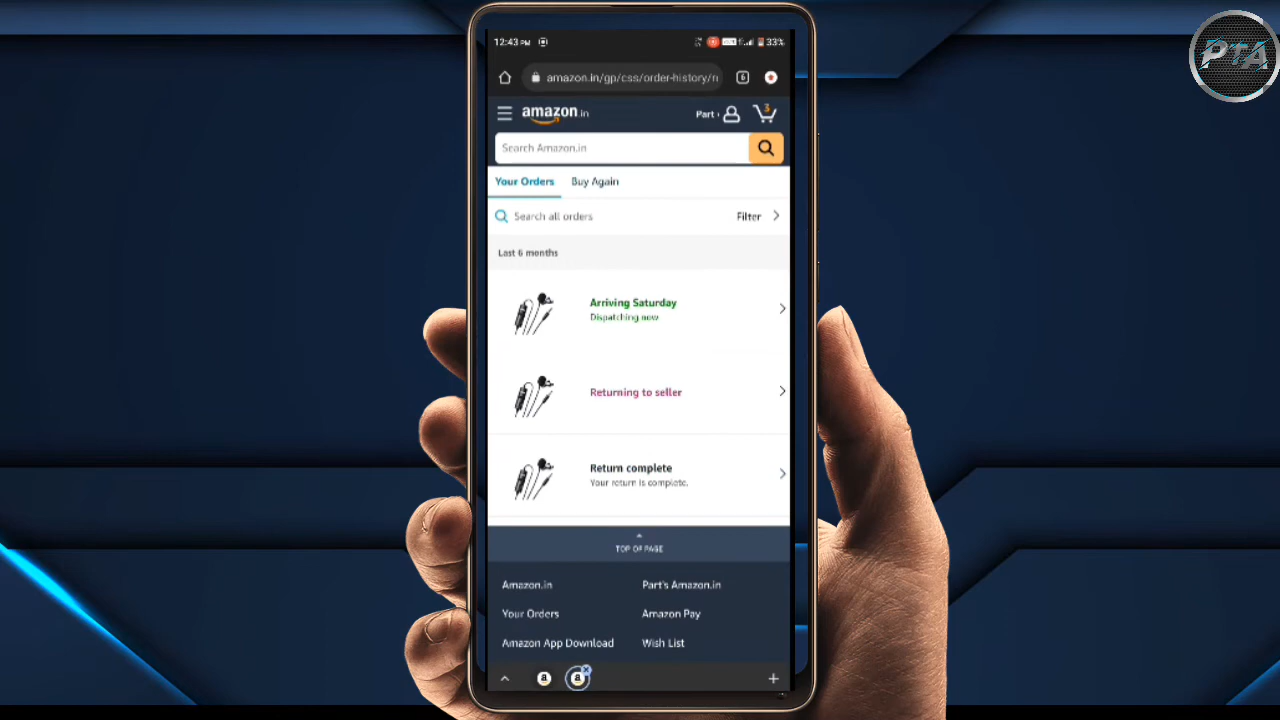 PTA
12:43 PM
33%
amazon.in/gp/css/order-history/r
6
amazon.in
Part ›
3
Search Amazon.in
Your Orders
Buy Again
Search all orders
Filter
Last 6 months
Arriving Saturday
Dispatching now
Returning to seller
Return complete
Your return is complete.
TOP OF PAGE
Amazon.in
Part's Amazon.in
Your Orders
Amazon Pay
Amazon App Download
Wish List
a
a